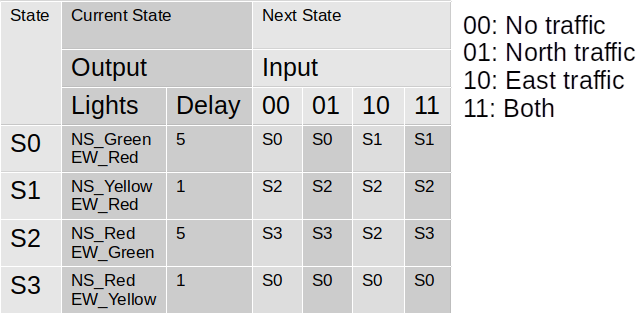 State Current State Next State
Output Input
Lights Delay 00 01 10 11
S0 NS_Green 5 S0 S0 S1 S1
EW_Red
S1 NS_Yellow 1 S2 S2 S2 S2
EW_Red
S2 NS_Red 5 S3 S3 S2 S3
EW_Green
S3 NS_Red 1 S0 S0 S0 S0
EW_Yellow
00: No traffic
01: North traffic
10: East traffic
11: Both